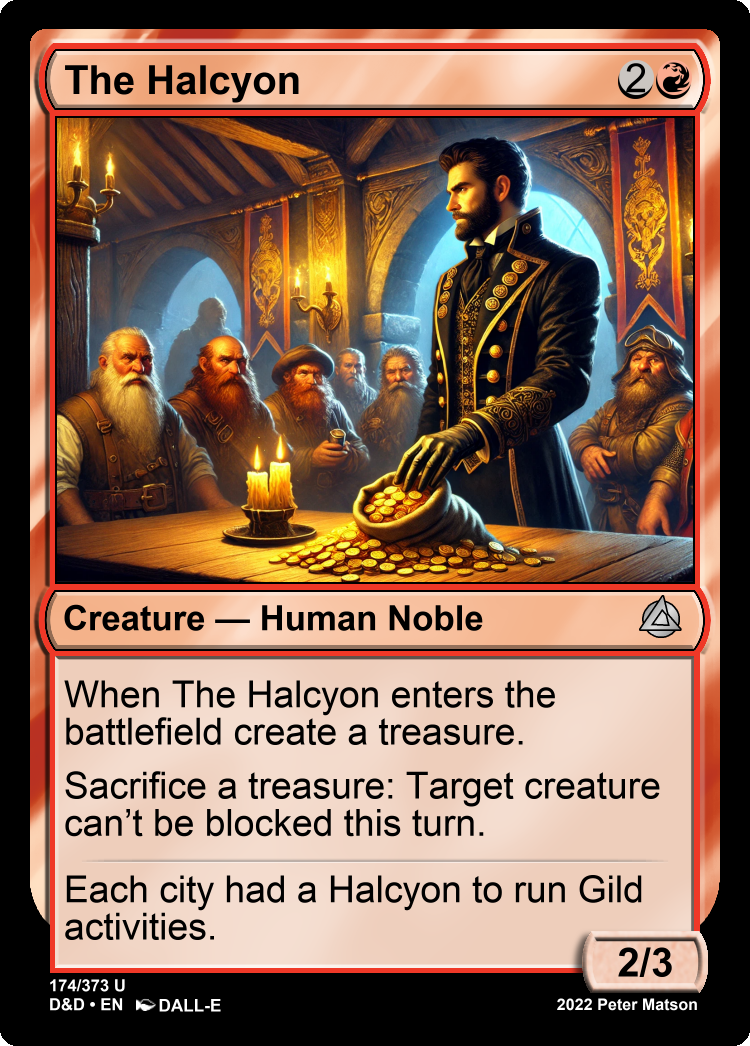 The Halcyon 2
Creature — Human Noble
When The Halcyon enters the
battlefield create a treasure.
Sacrifice a treasure: Target creature
can't be blocked this turn.
Each city had a Halcyon to run Gild
activities.
2/3
174/373 U
D&D • EN DALL-E
2022 Peter Matson